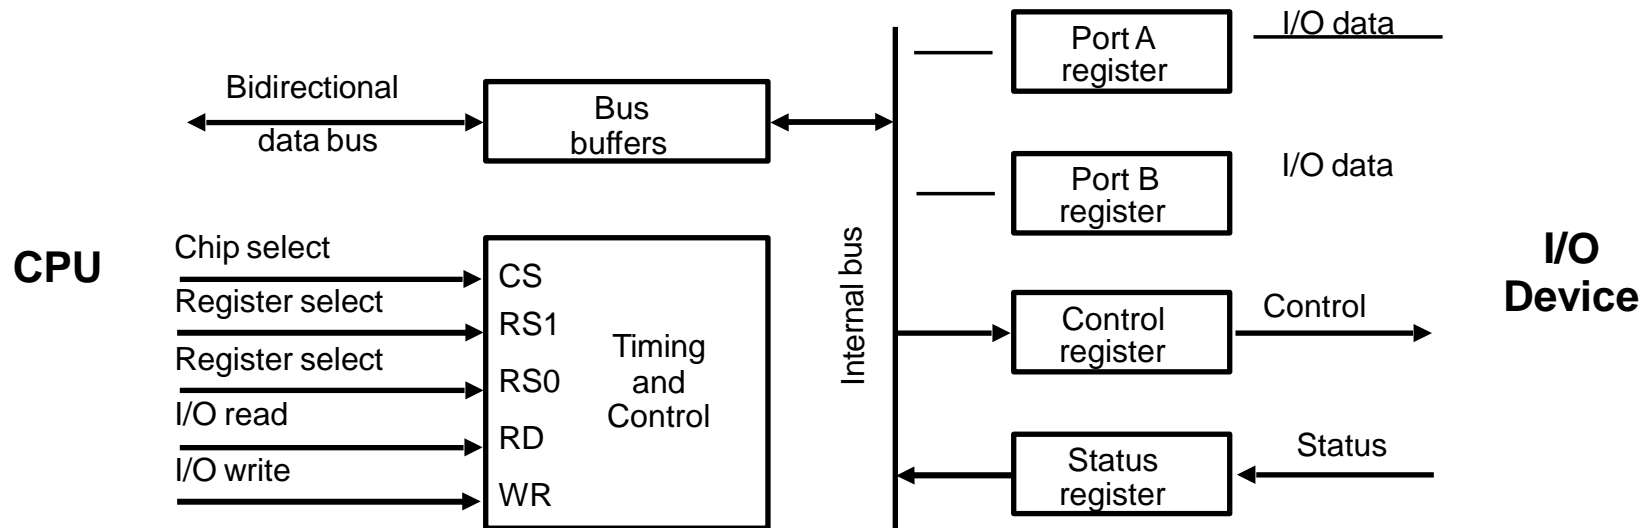 CPU
Bidirectional
data bus
Bus
buffers
Chip select
Register select
Register select
I/O read
I/O write
CS
RS1
RS0
RD
WR
Timing
and
Control
Internal bus
Port A
register
I/O data
Port B
register
I/O data
Control
register
Control
Status
register
Status
I/O
Device